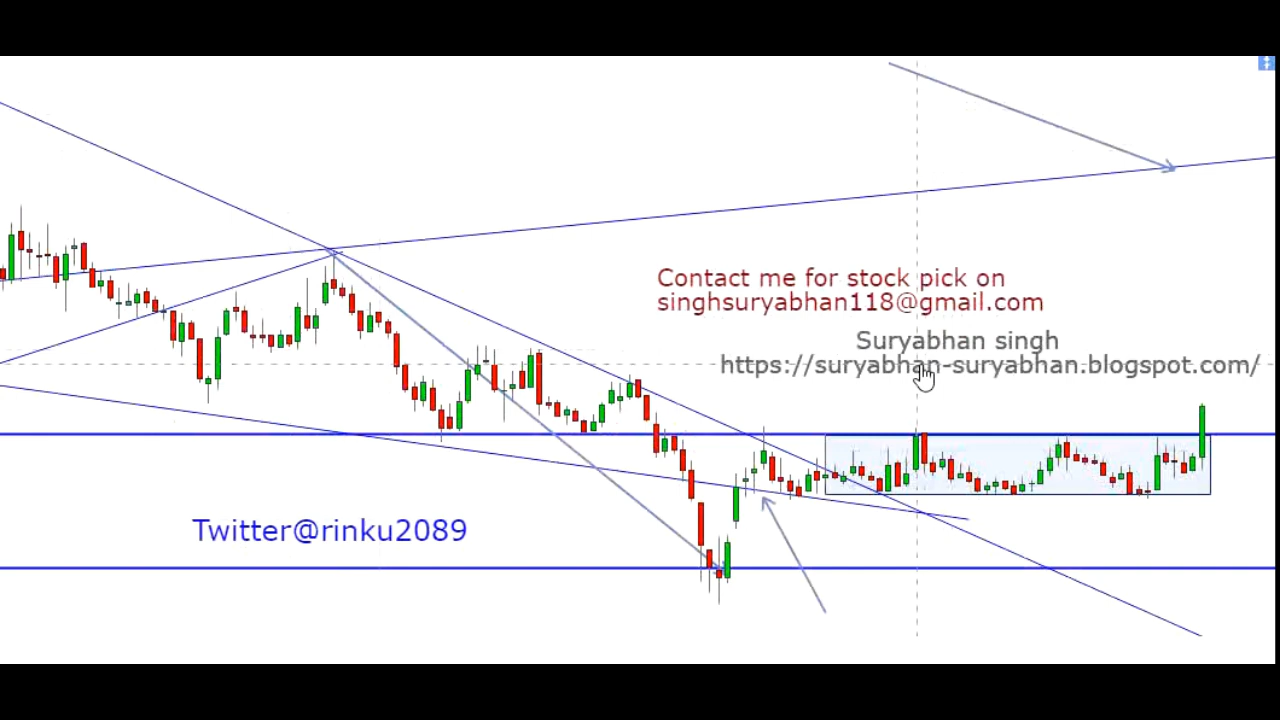 Contact me for stock pick on
singhsuryabhan118@gmail.com
Suryabhan singh
https://suryabhan-suryabhan.blogspot.com/
Twitter@rinku2089